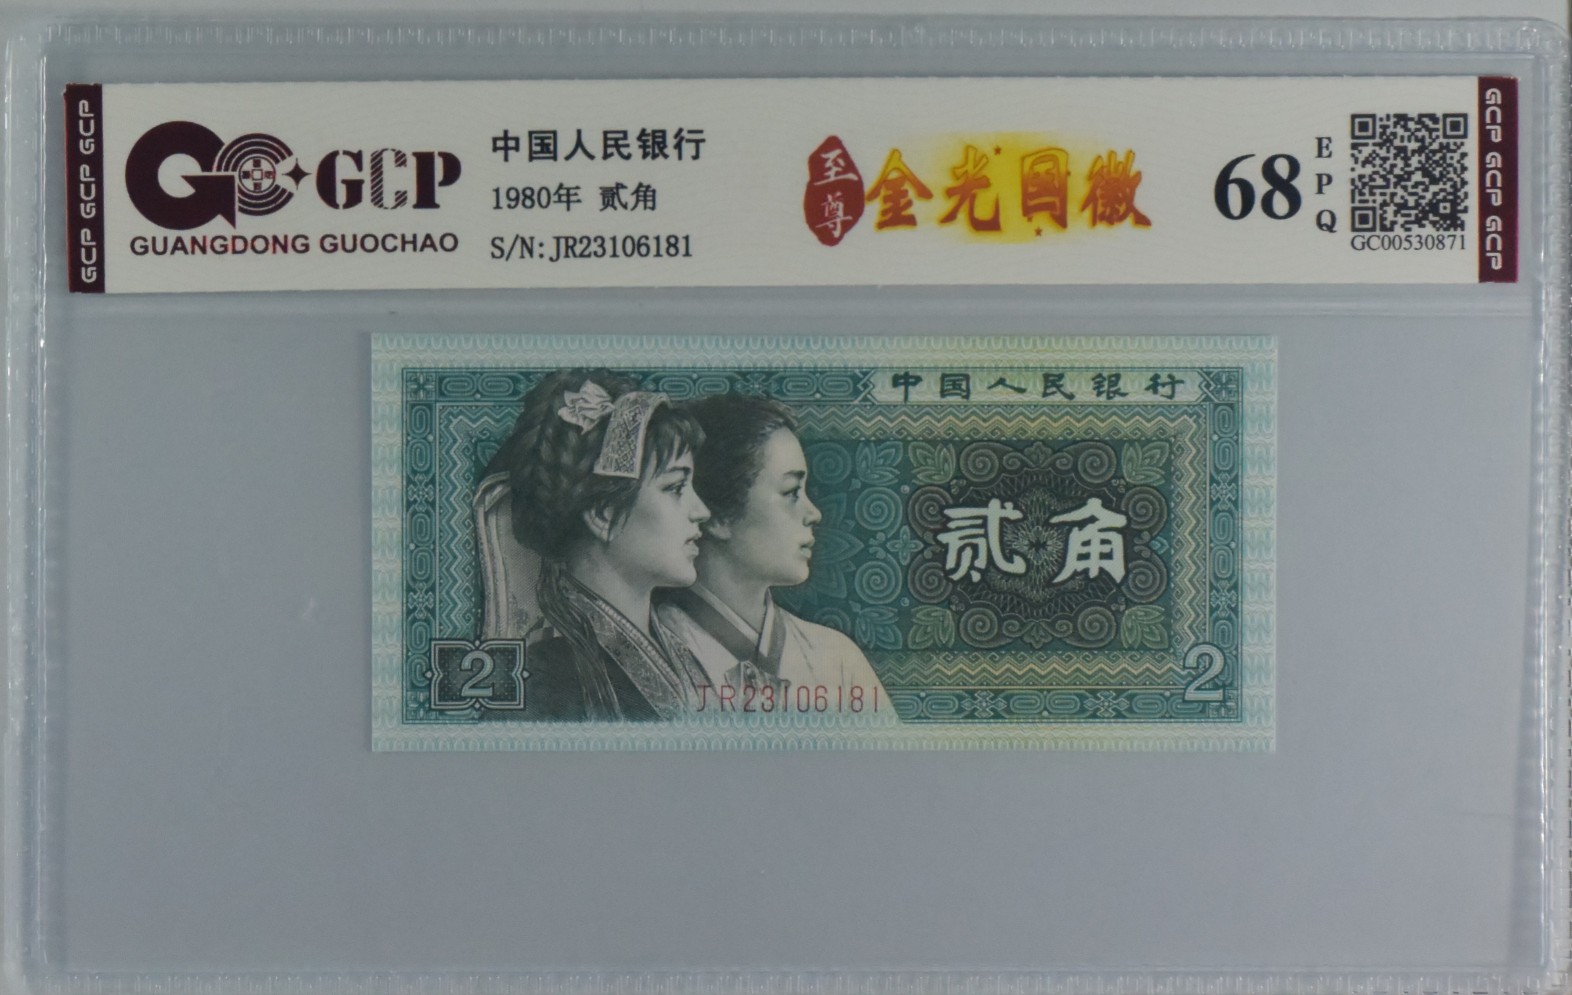 GCP GCP GCP
GCP
GUANGDONG GUOCHAO
中国人民银行
1980年 贰角
S/N:JR23106181
至尊
金光国徽
68
EPQ
GC00530871
GCP GCP GCP
中国人民银行
贰角
2
JR23106181
2